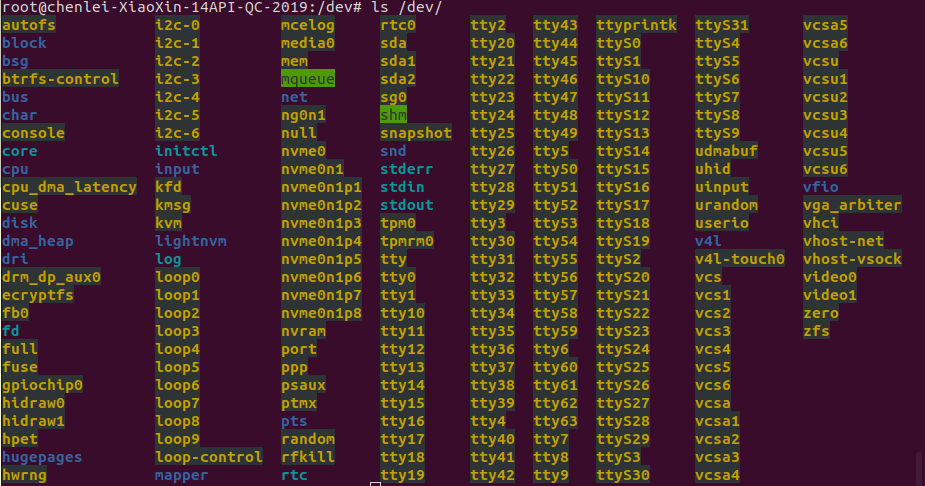 root@chenlei-XiaoXin-14API-QC-2019:/dev# ls /dev/
autofs i2c-0 mcelog rtc0 tty2 tty43 ttyprintk ttyS31 vcsa5
block i2c-1 media0 sda tty20 tty44 ttyS0 ttyS4 vcsa6
bsg i2c-2 mem sda1 tty21 tty45 ttyS1 ttyS5 vcsu
btrfs-control i2c-3 mqueue sda2 tty22 tty46 ttyS10 ttyS6 vcsu1
bus i2c-4 net sg0 tty23 tty47 ttyS11 ttyS7 vcsu2
char i2c-5 ng0n1 shm tty24 tty48 ttyS12 ttyS8 vcsu3
console i2c-6 null snapshot tty25 tty49 ttyS13 ttyS9 vcsu4
core initctl nvme0 snd tty26 tty5 ttyS14 udmabuf vcsu5
cpu input nvme0n1 stderr tty27 tty50 ttyS15 uhid vcsu6
cpu_dma_latency kfd nvme0n1p1 stdin tty28 tty51 ttyS16 uinput vfio
cuse kmsg nvme0n1p2 stdout tty29 tty52 ttyS17 urandom vga_arbiter
disk kvm nvme0n1p3 tpm0 tty3 tty53 ttyS18 userio vhci
dma_heap lightnvm nvme0n1p4 tpmrm0 tty30 tty54 ttyS19 v4l vhost-net
dri log nvme0n1p5 tty tty31 tty55 ttyS2 v4l-touch0 vhost-vsock
drm_dp_aux0 loop0 nvme0n1p6 tty0 tty32 tty56 ttyS20 vcs video0
ecryptfs loop1 nvme0n1p7 tty1 tty33 tty57 ttyS21 vcs1 video1
fb0 loop2 nvme0n1p8 tty10 tty34 tty58 ttyS22 vcs2 zero
fd loop3 nvram tty11 tty35 tty59 ttyS23 vcs3 zfs
full loop4 port tty12 tty36 tty6 ttyS24 vcs4
fuse loop5 ppp tty13 tty37 tty60 ttyS25 vcs5
gpiochip0 loop6 psaux tty14 tty38 tty61 ttyS26 vcs6
hidraw0 loop7 ptmx tty15 tty39 tty62 ttyS27 vcsa
hidraw1 loop8 pts tty16 tty4 tty63 ttyS28 vcsa1
hpet loop9 random tty17 tty40 tty7 ttyS29 vcsa2
hugepages loop-control rfkill tty18 tty41 tty8 ttyS3 vcsa3
hwrng mapper rtc tty19 tty42 tty9 ttyS30 vcsa4